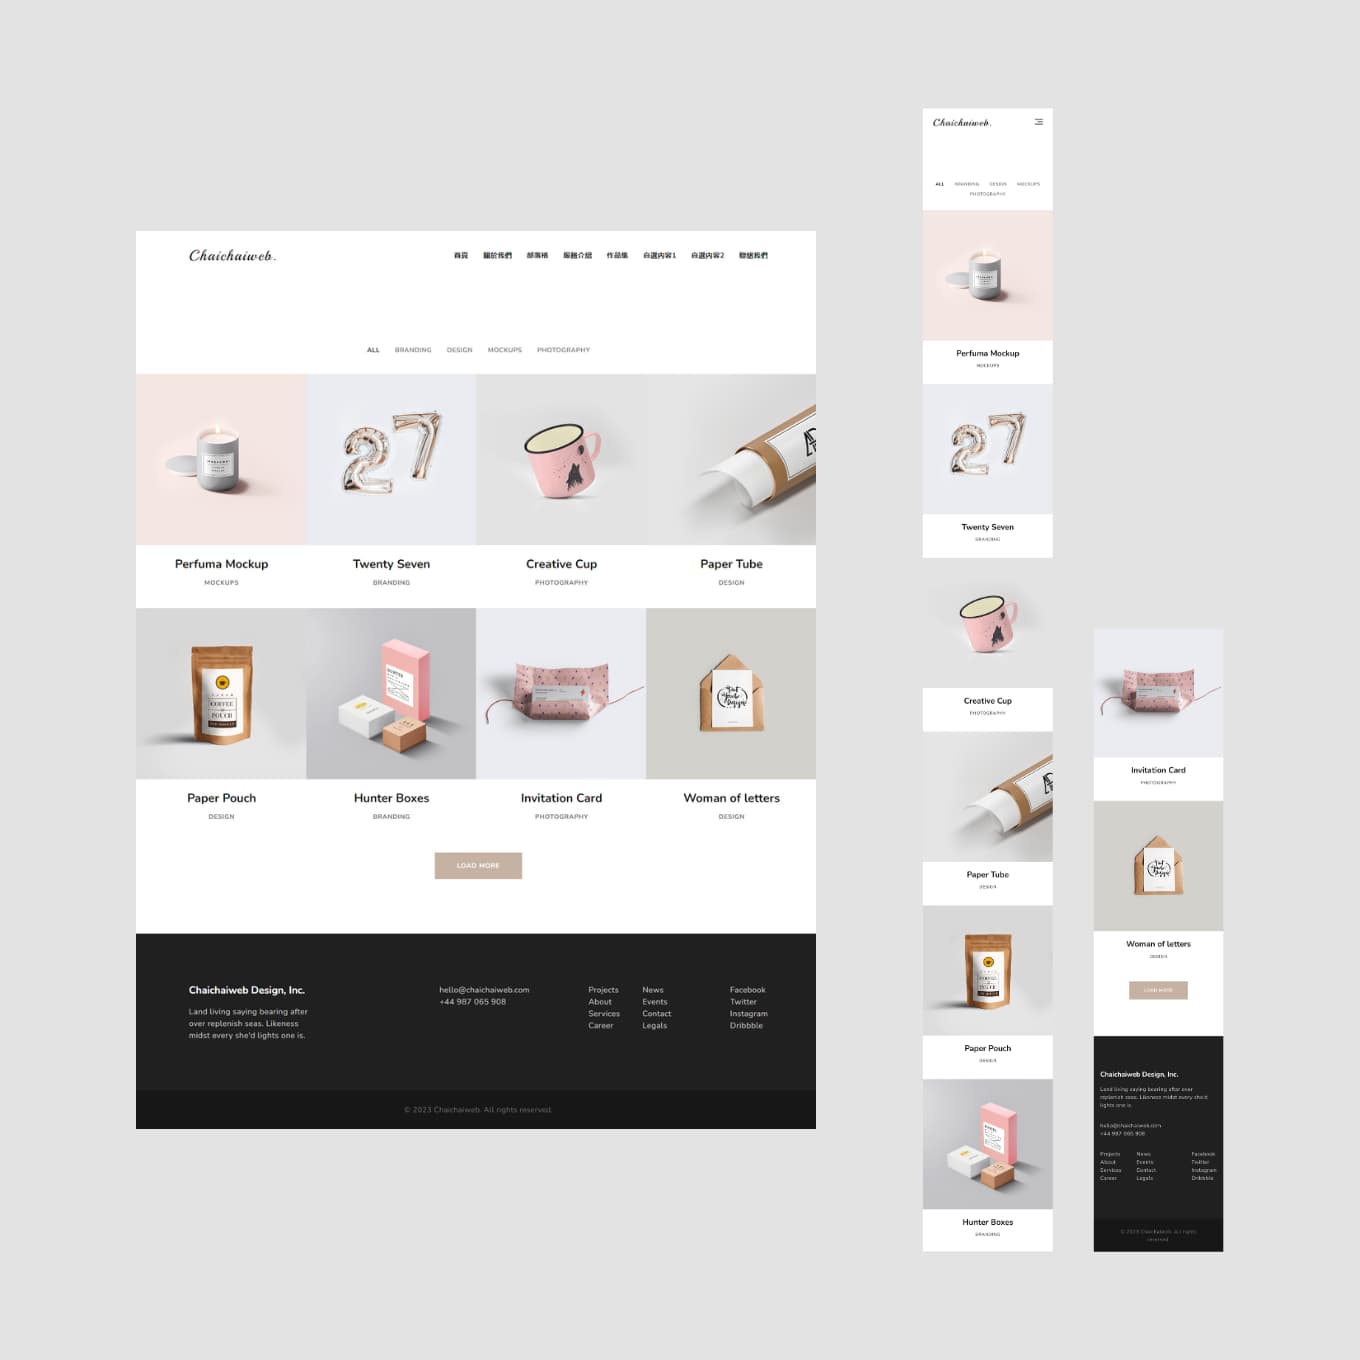 Chaichaiweb.
首頁 關於我們 部落格 服務介紹 作品集 自選內容1 自選內容2 聯絡我們
ALL BRANDING DESIGN MOCKUPS PHOTOGRAPHY
Perfuma Mockup Twenty Seven Creative Cup Paper Tube
MOCKUPS BRANDING PHOTOGRAPHY DESIGN
COFFEE
POUCH
Paper Pouch Hunter Boxes Invitation Card Woman of letters
DESIGN BRANDING PHOTOGRAPHY DESIGN
LOAD MORE
Chaichaiweb Design, Inc.
Land living saying bearing after
over replenish seas. Likeness
midst every she'd lights one is.
hello@chaichaiweb.com
+44 987 065 908
Projects
About
Services
Career
News
Events
Contact
Legals
Facebook
Twitter
Instagram
Dribbble
© 2023 Chaichaiweb. All rights reserved.
Chaichaiweb.
ALL BRANDING DESIGN MOCKUPS
PHOTOGRAPHY
Perfuma Mockup
MOCKUPS
Twenty Seven
BRANDING
Creative Cup
PHOTOGRAPHY
Paper Tube
DESIGN
COFFEE
POUCH
Paper Pouch
DESIGN
Hunter Boxes
BRANDING
Invitation Card
PHOTOGRAPHY
Woman of letters
DESIGN
LOAD MORE
Chaichaiweb Design, Inc.
Land living saying bearing after over
replenish seas. Likeness midst every she'd
lights one is.
hello@chaichaiweb.com
+44 987 065 908
Projects
About
Services
Career
News
Events
Contact
Legals
Facebook
Twitter
Instagram
Dribbble
© 2023 Chaichaiweb. All rights
reserved.